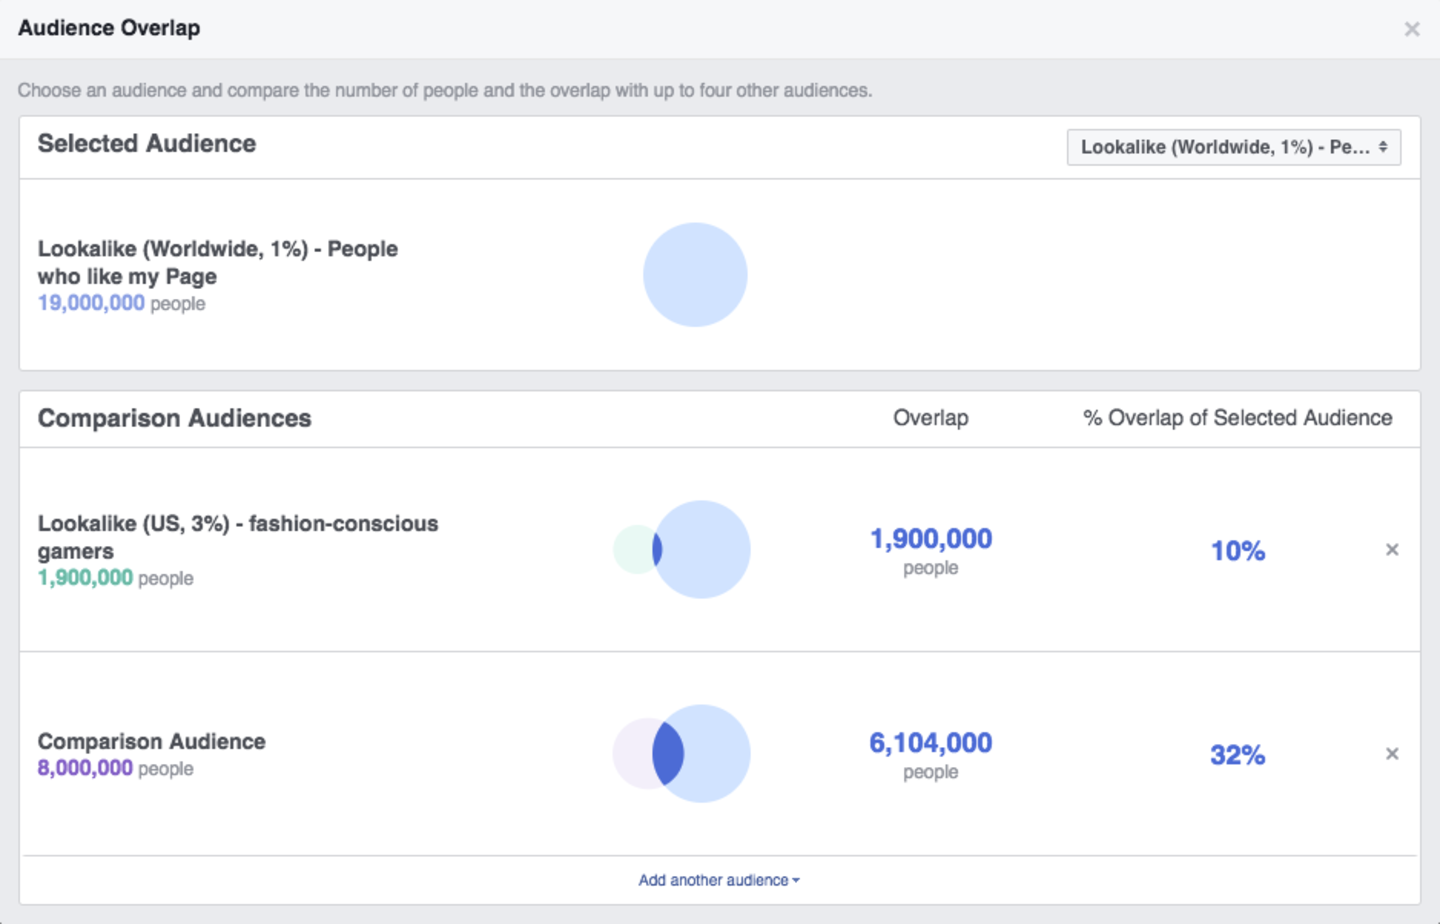 Audience Overlap
×
Choose an audience and compare the number of people and the overlap with up to four other audiences.
Selected Audience
Lookalike (Worldwide, 1%) - Pe...
Lookalike (Worldwide, 1%) - People
who like my Page
19,000,000 people
Comparison Audiences
Overlap
% Overlap of Selected Audience
Lookalike (US, 3%) - fashion-conscious
gamers
1,900,000 people
1,900,000
people
10%
×
Comparison Audience
8,000,000 people
6,104,000
people
32%
×
Add another audience